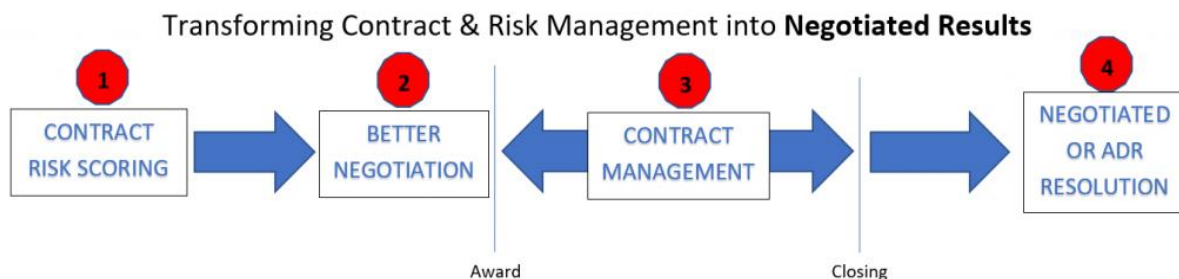 Transforming Contract & Risk Management into Negotiated Results
1
CONTRACT
RISK SCORING
2
BETTER
NEGOTIATION
3
CONTRACT
MANAGEMENT
4
NEGOTIATED
OR ADR
RESOLUTION
Award
Closing